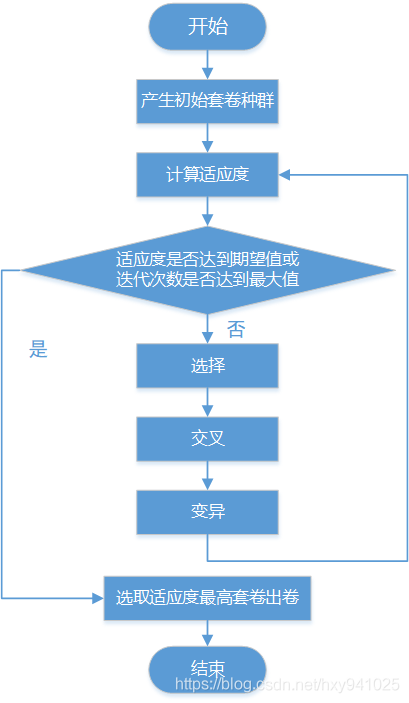 开始
产生初始套卷种群
计算适应度
适应度是否达到期望值或
迭代次数是否达到最大值
否
是
选择
交叉
变异
选取适应度最高套卷出卷
结束
https://blog.csdn.net/hxy941025